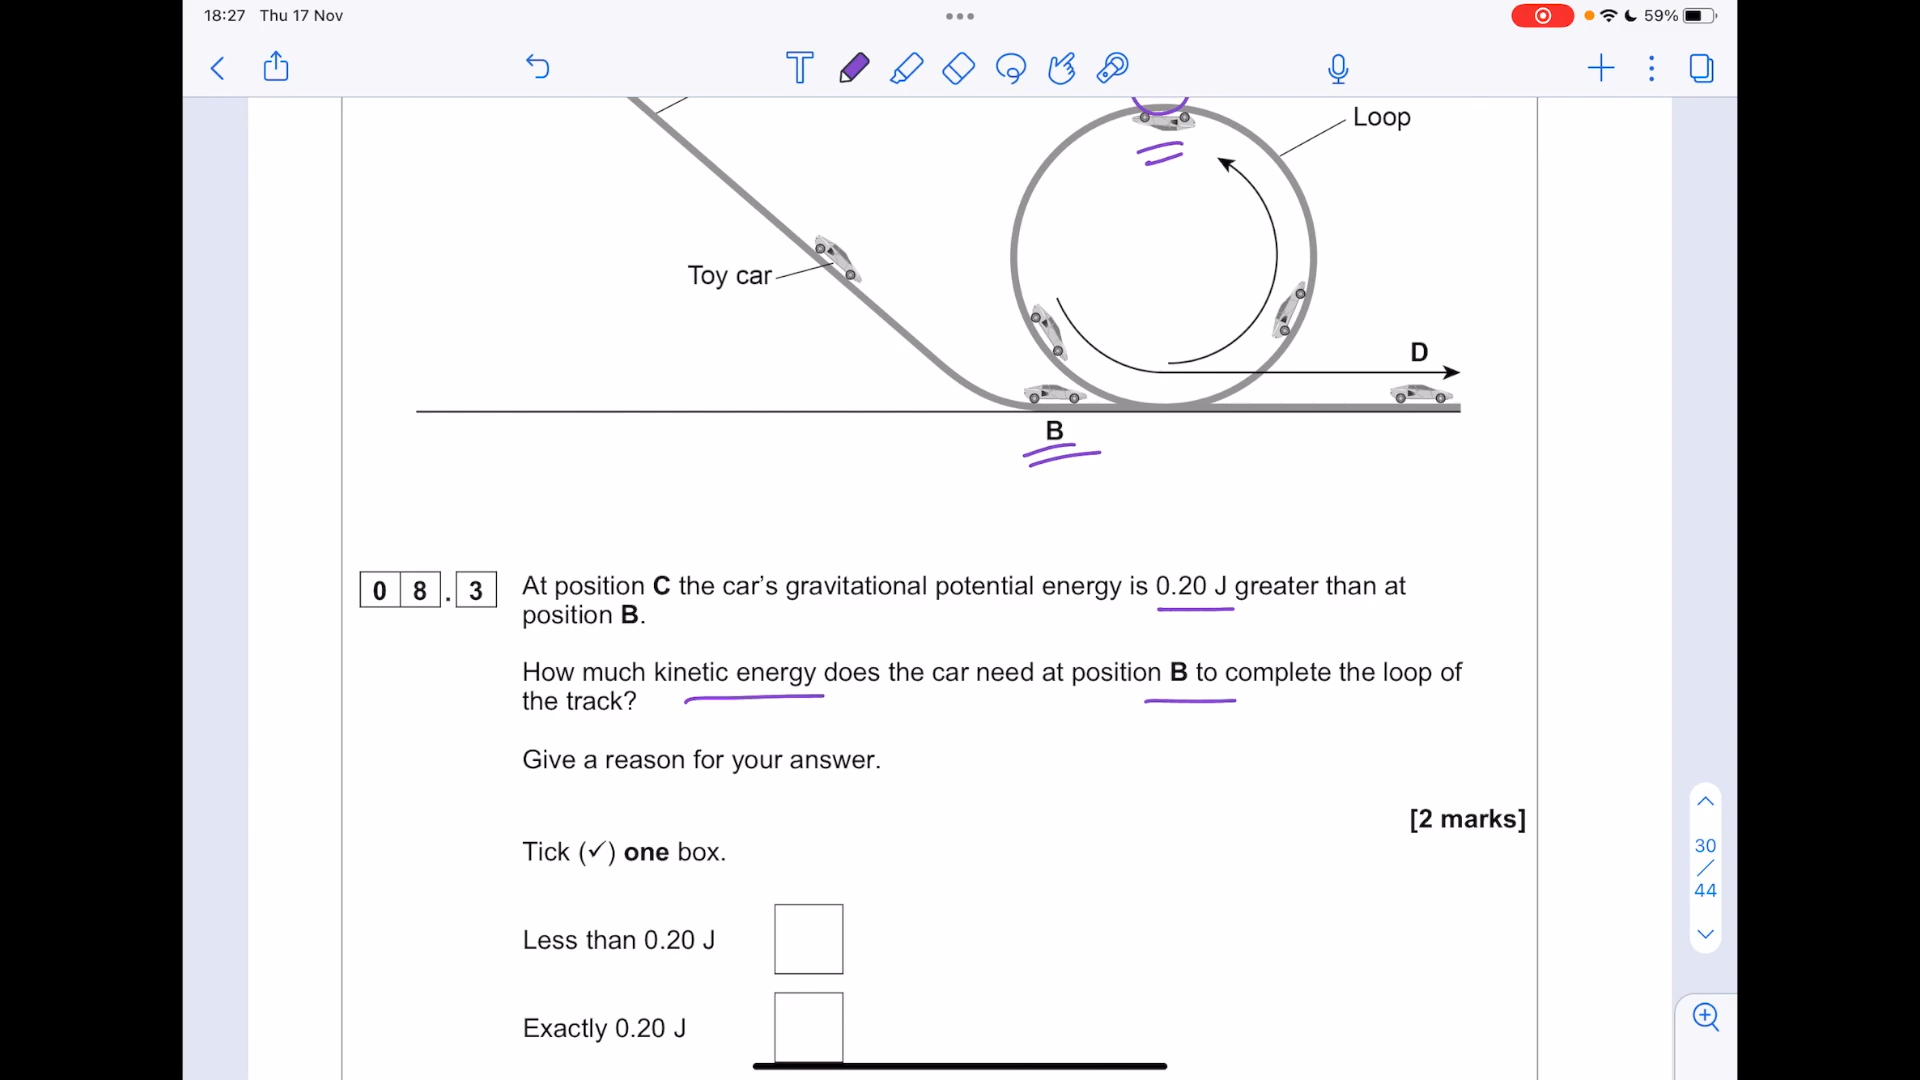 18:27 Thu 17 Nov
59%
Loop
Toy car
D
B
0 8 . 3
At position C the car’s gravitational potential energy is 0.20 J greater than at
position B.
How much kinetic energy does the car need at position B to complete the loop of
the track?
Give a reason for your answer.
[2 marks]
Tick (✓) one box.
Less than 0.20 J
Exactly 0.20 J
30
/
44